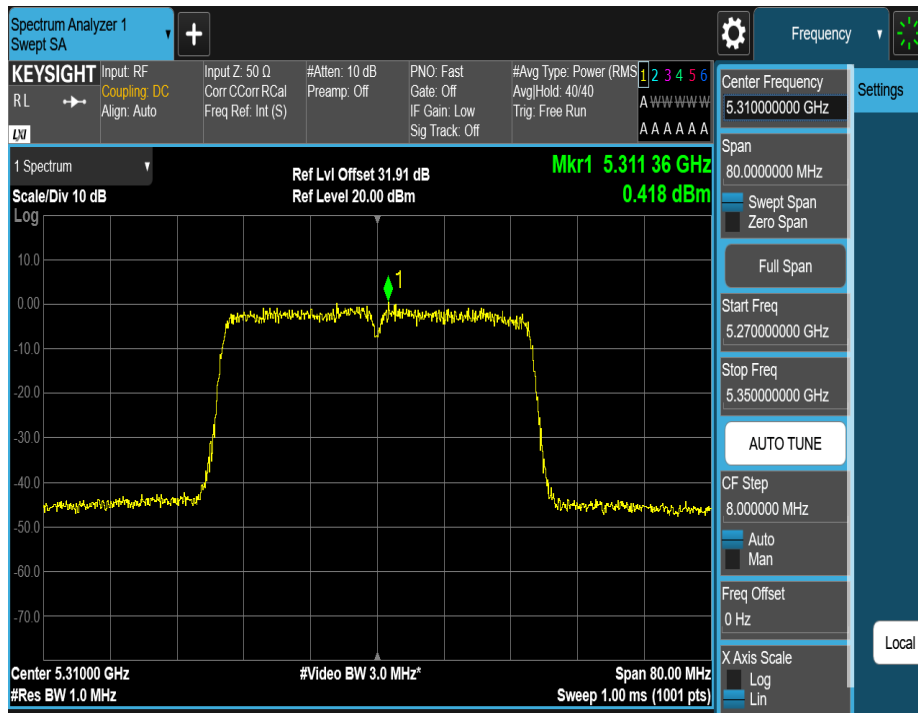 Spectrum Analyzer 1
Swept SA
+
Frequency
KEYSIGHT
RL
LXI
Input: RF
Coupling: DC
Align: Auto
Input Z: 50 Ω
Corr CCorr RCal
Freq Ref: Int (S)
#Atten: 10 dB
Preamp: Off
PNO: Fast
Gate: Off
IF Gain: Low
Sig Track: Off
#Avg Type: Power (RMS
Avg|Hold: 40/40
Trig: Free Run
1 2 3 4 5 6
A W W W W W
A A A A A A
1 Spectrum
Scale/Div 10 dB
Log
Ref Lvl Offset 31.91 dB
Ref Level 20.00 dBm
Mkr1 5.311 36 GHz
0.418 dBm
10.0
0.00
-10.0
-20.0
-30.0
-40.0
-50.0
-60.0
-70.0
1
Center 5.31000 GHz
#Res BW 1.0 MHz
#Video BW 3.0 MHz*
Span 80.00 MHz
Sweep 1.00 ms (1001 pts)
Center Frequency
5.310000000 GHz
Span
80.0000000 MHz
Swept Span
Zero Span
Full Span
Start Freq
5.270000000 GHz
Stop Freq
5.350000000 GHz
AUTO TUNE
CF Step
8.000000 MHz
Auto
Man
Freq Offset
0 Hz
X Axis Scale
Log
Lin
Settings
Local